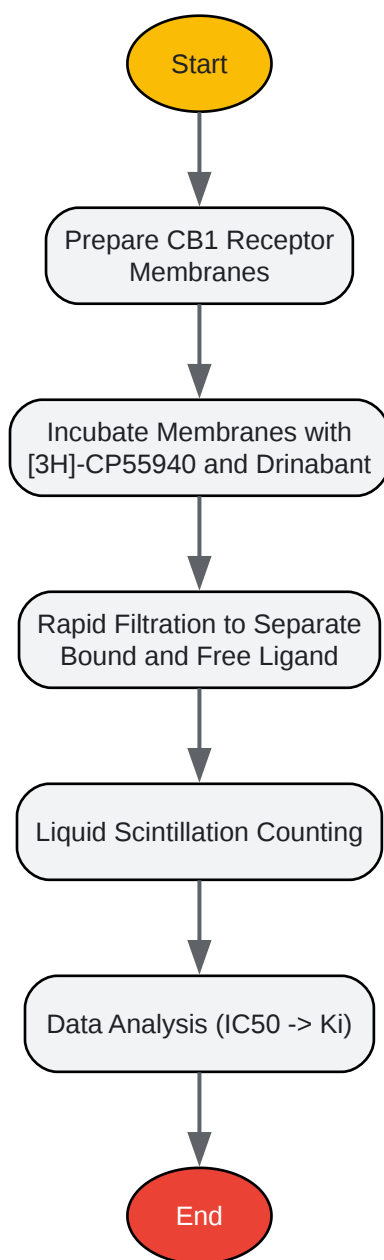 Start
Prepare CB1 Receptor
Membranes
Incubate Membranes with
[3H]-CP55940 and Drinabant
Rapid Filtration to Separate
Bound and Free Ligand
Liquid Scintillation Counting
Data Analysis (IC50 -> Ki)
End